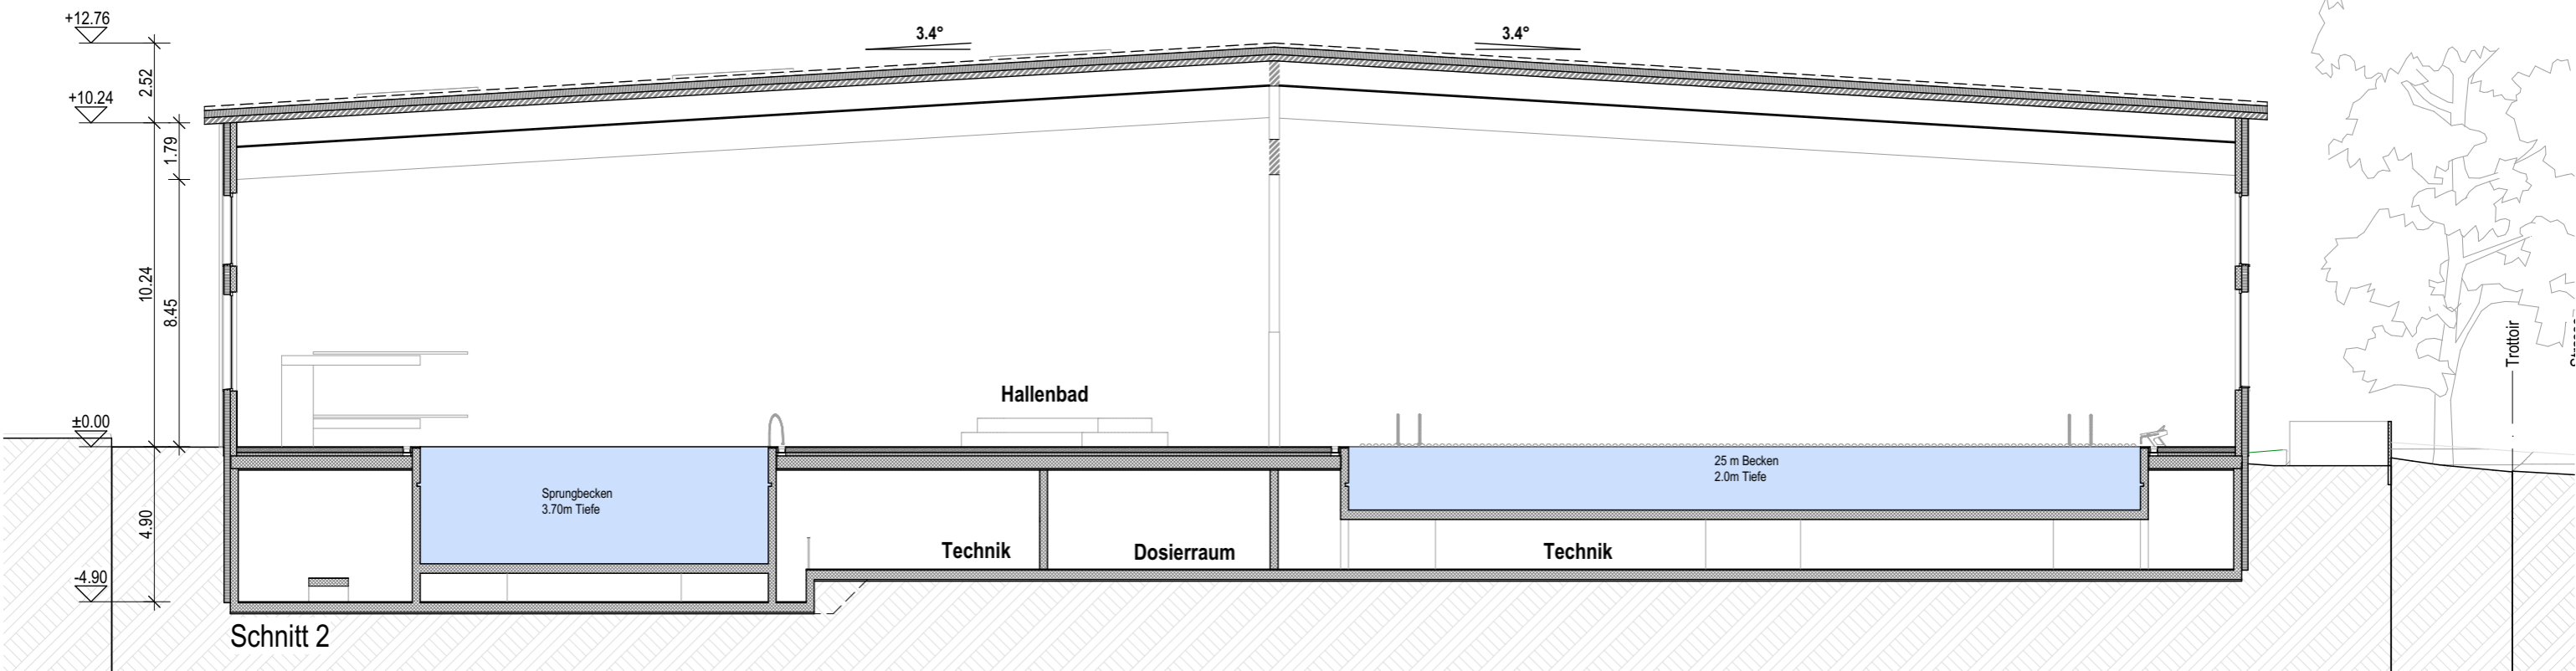 +12.76
3.4°
3.4°
2.52
+10.24
1.79
10.24
8.45
Hallenbad
±0.00
25 m Becken
2.0m Tiefe
Sprungbecken
3.70m Tiefe
4.90
Technik
Dosierraum
Technik
-4.90
Schnitt 2
Trottoir